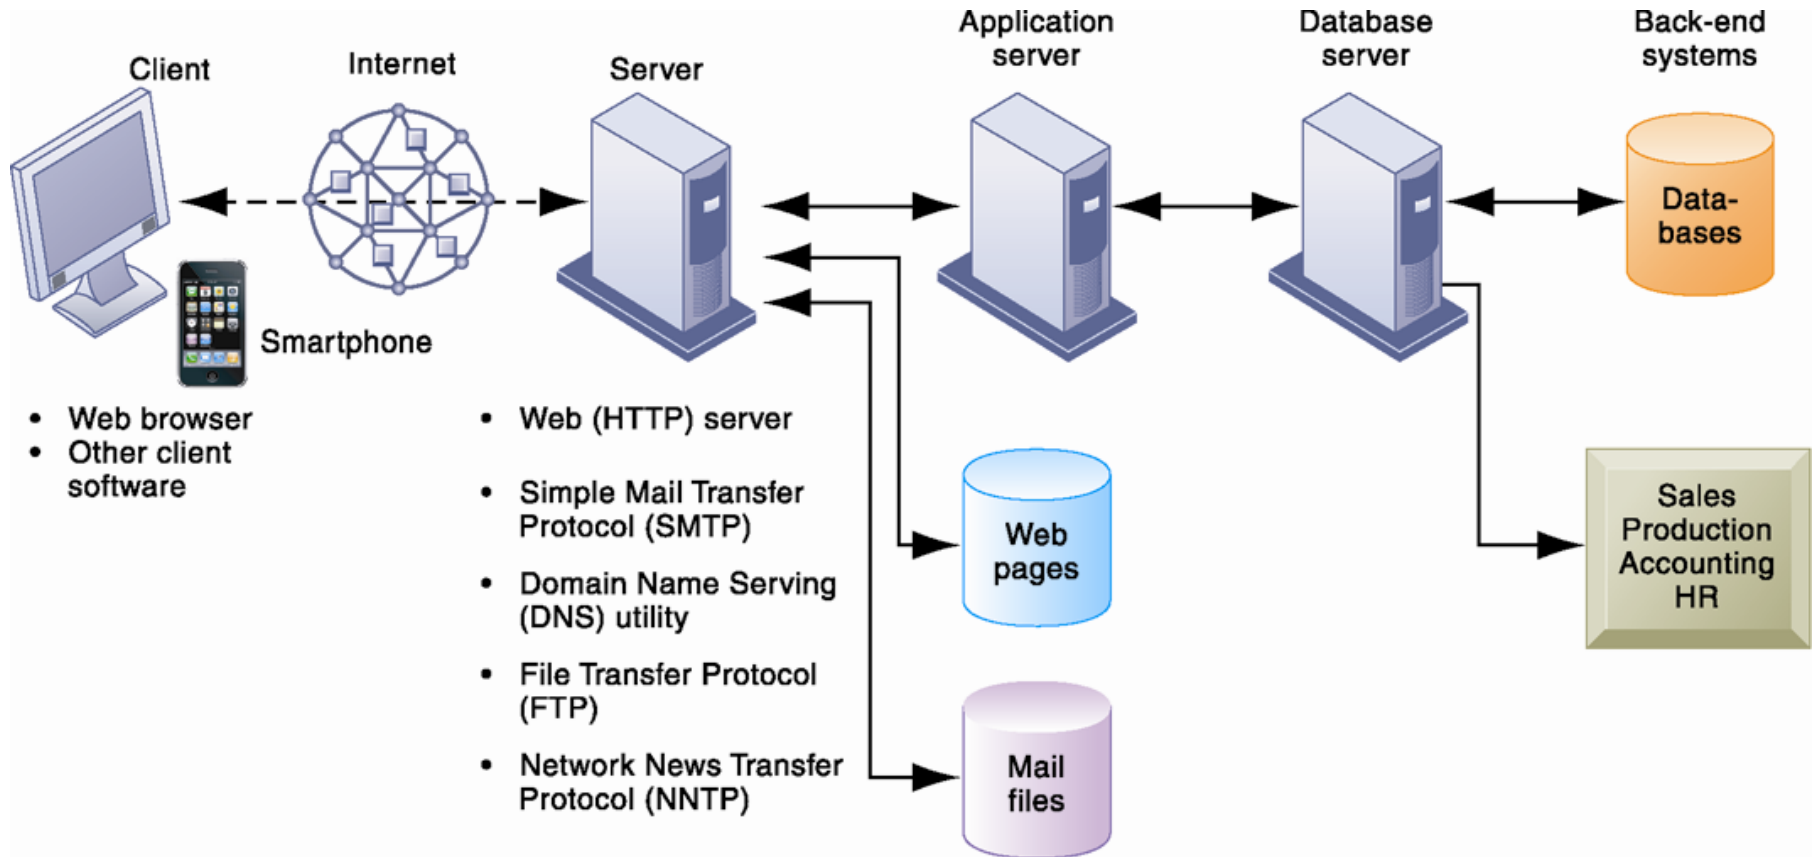 Client
Internet
Server
Application
server
Database
server
Back-end
systems
Data-
bases
Smartphone
• Web browser
• Other client
software
• Web (HTTP) server
• Simple Mail Transfer
Protocol (SMTP)
• Domain Name Serving
(DNS) utility
• File Transfer Protocol
(FTP)
• Network News Transfer
Protocol (NNTP)
Web
pages
Mail
files
Sales
Production
Accounting
HR